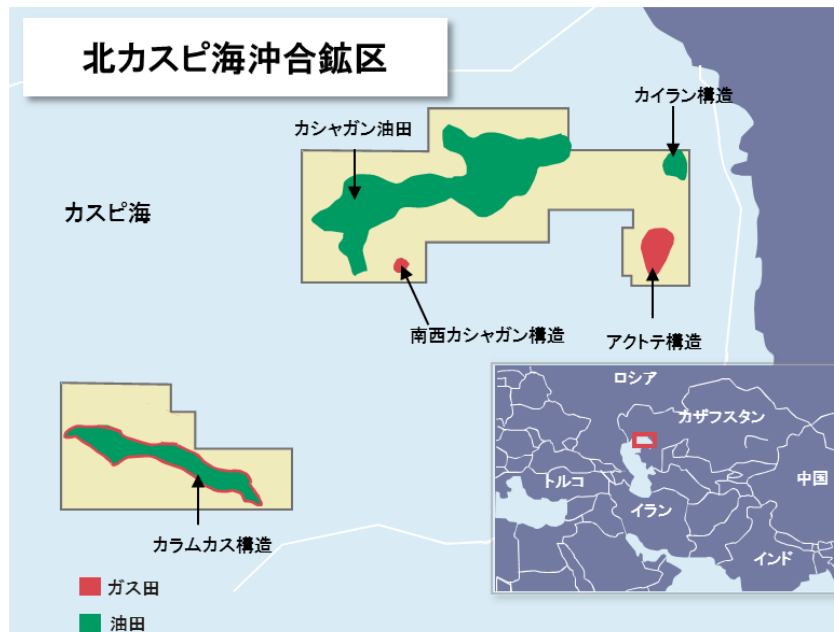 北カスピ海沖合鉱区
カイラン構造
カシャガン油田
カスピ海
南西カシャガン構造
アクトテ構造
ロシア
カザフスタン
トルコ
中国
イラン
インド
カラムカス構造
ガス田
油田